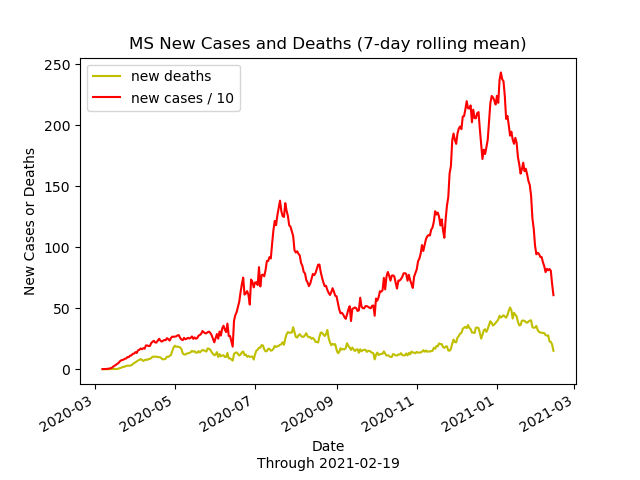 MS New Cases and Deaths (7-day rolling mean)
new deaths
new cases / 10
250
200
150
100
50
0
New Cases or Deaths
2020-03
2020-05
2020-07
2020-09
2020-11
2021-01
2021-03
Date
Through 2021-02-19